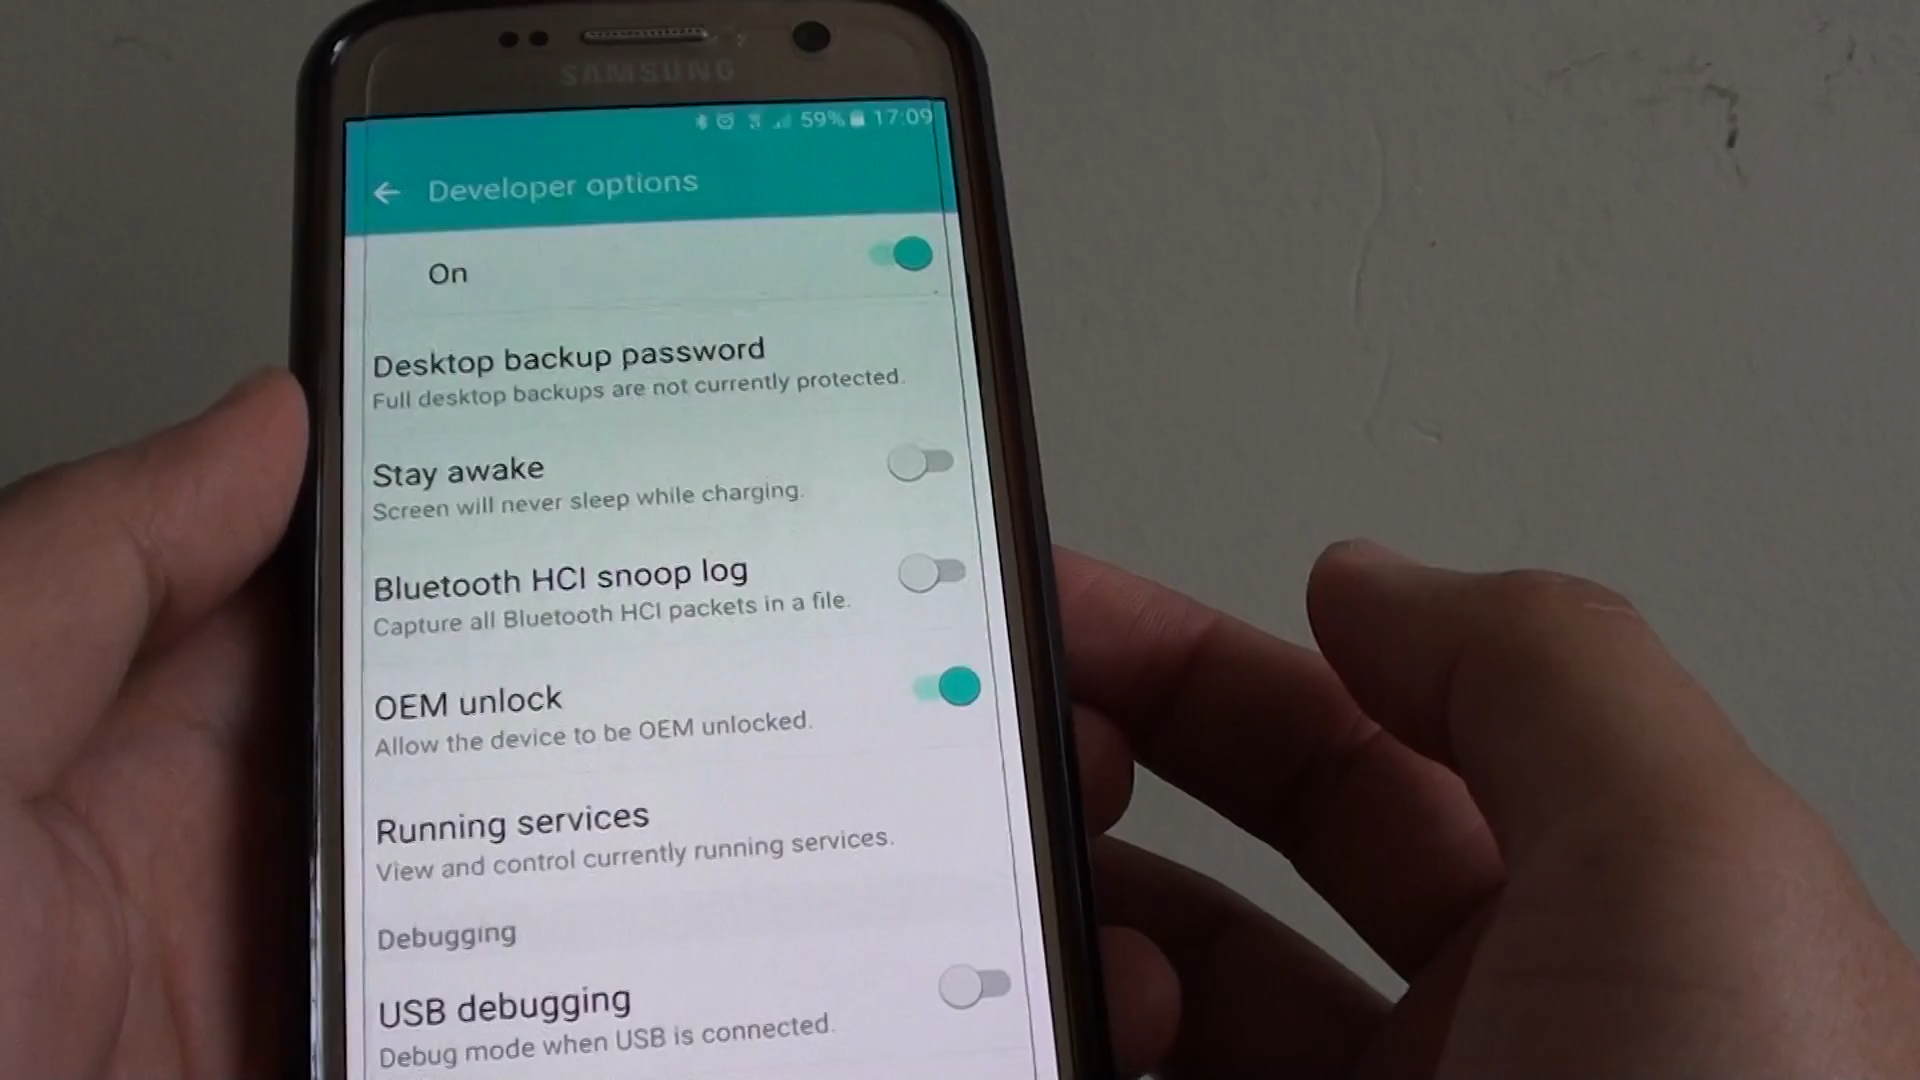 SAMSUNG
59% 17:09
Developer options
On
Desktop backup password
Full desktop backups are not currently protected.
Stay awake
Screen will never sleep while charging.
Bluetooth HCI snoop log
Capture all Bluetooth HCI packets in a file.
OEM unlock
Allow the device to be OEM unlocked.
Running services
View and control currently running services.
Debugging
USB debugging
Debug mode when USB is connected.